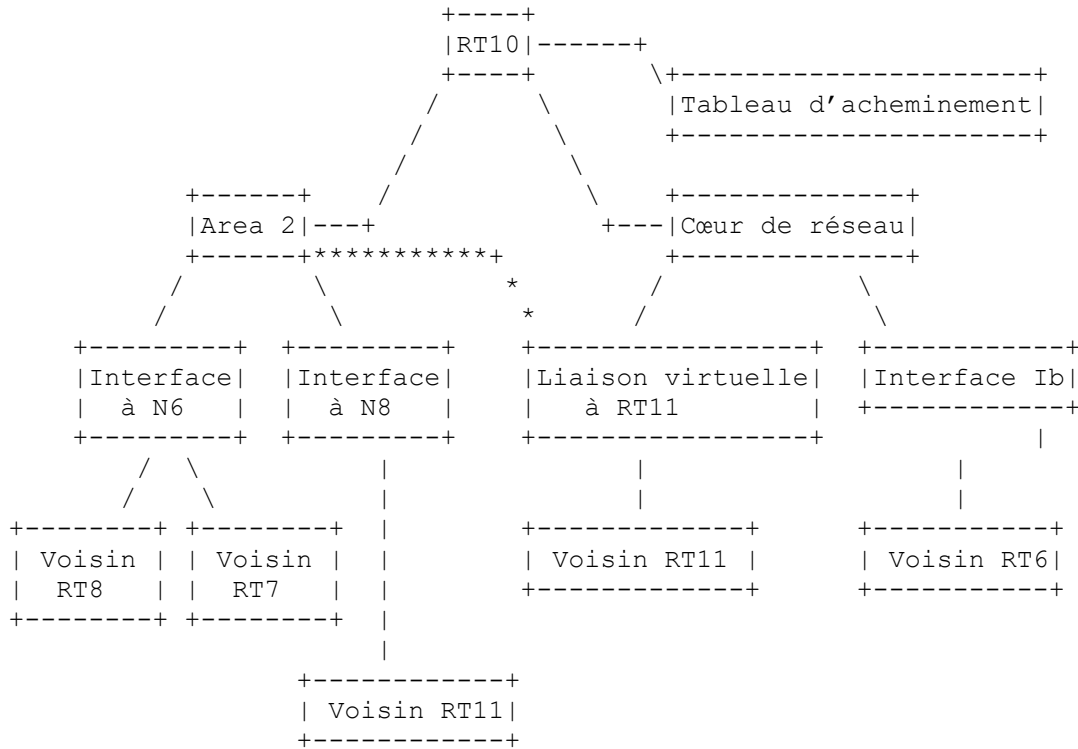 RT10
Tableau d'acheminement
Area 2
Cœur de réseau
Interface à N6
Interface à N8
Liaison virtuelle à RT11
Interface Ib
Voisin RT8
Voisin RT7
Voisin RT11
Voisin RT6
Voisin RT11